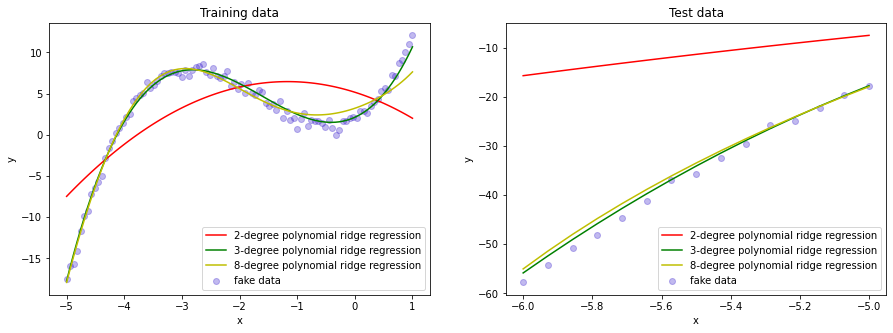 Training data
10
5
0
−5
−10
−15
y
−5
−4
−3
−2
−1
0
1
x
2-degree polynomial ridge regression
3-degree polynomial ridge regression
8-degree polynomial ridge regression
fake data
Test data
−10
−20
−30
−40
−50
−60
y
−6.0
−5.8
−5.6
−5.4
−5.2
−5.0
x
2-degree polynomial ridge regression
3-degree polynomial ridge regression
8-degree polynomial ridge regression
fake data